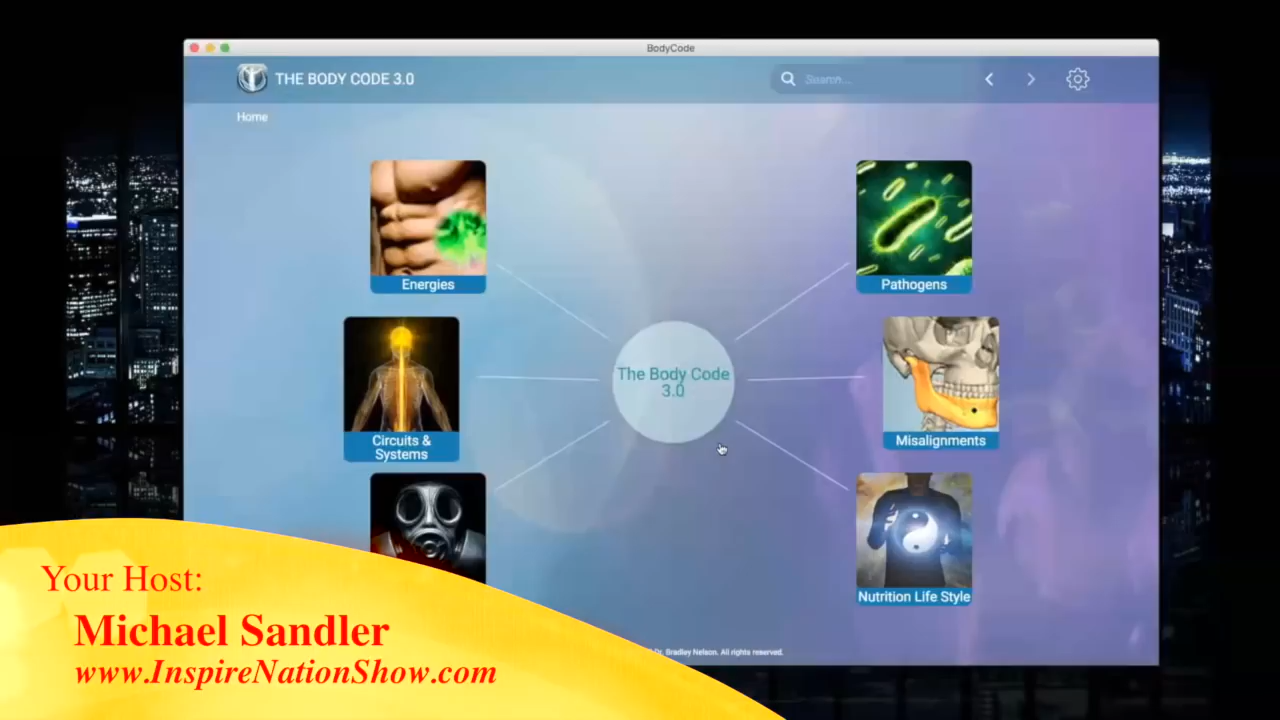 BodyCode
THE BODY CODE 3.0
Search...
Home
Energies
Pathogens
The Body Code
3.0
Circuits &
Systems
Misalignments
Nutrition Life Style
Dr. Bradley Nelson. All rights reserved.
Your Host:
Michael Sandler
www.InspireNationShow.com